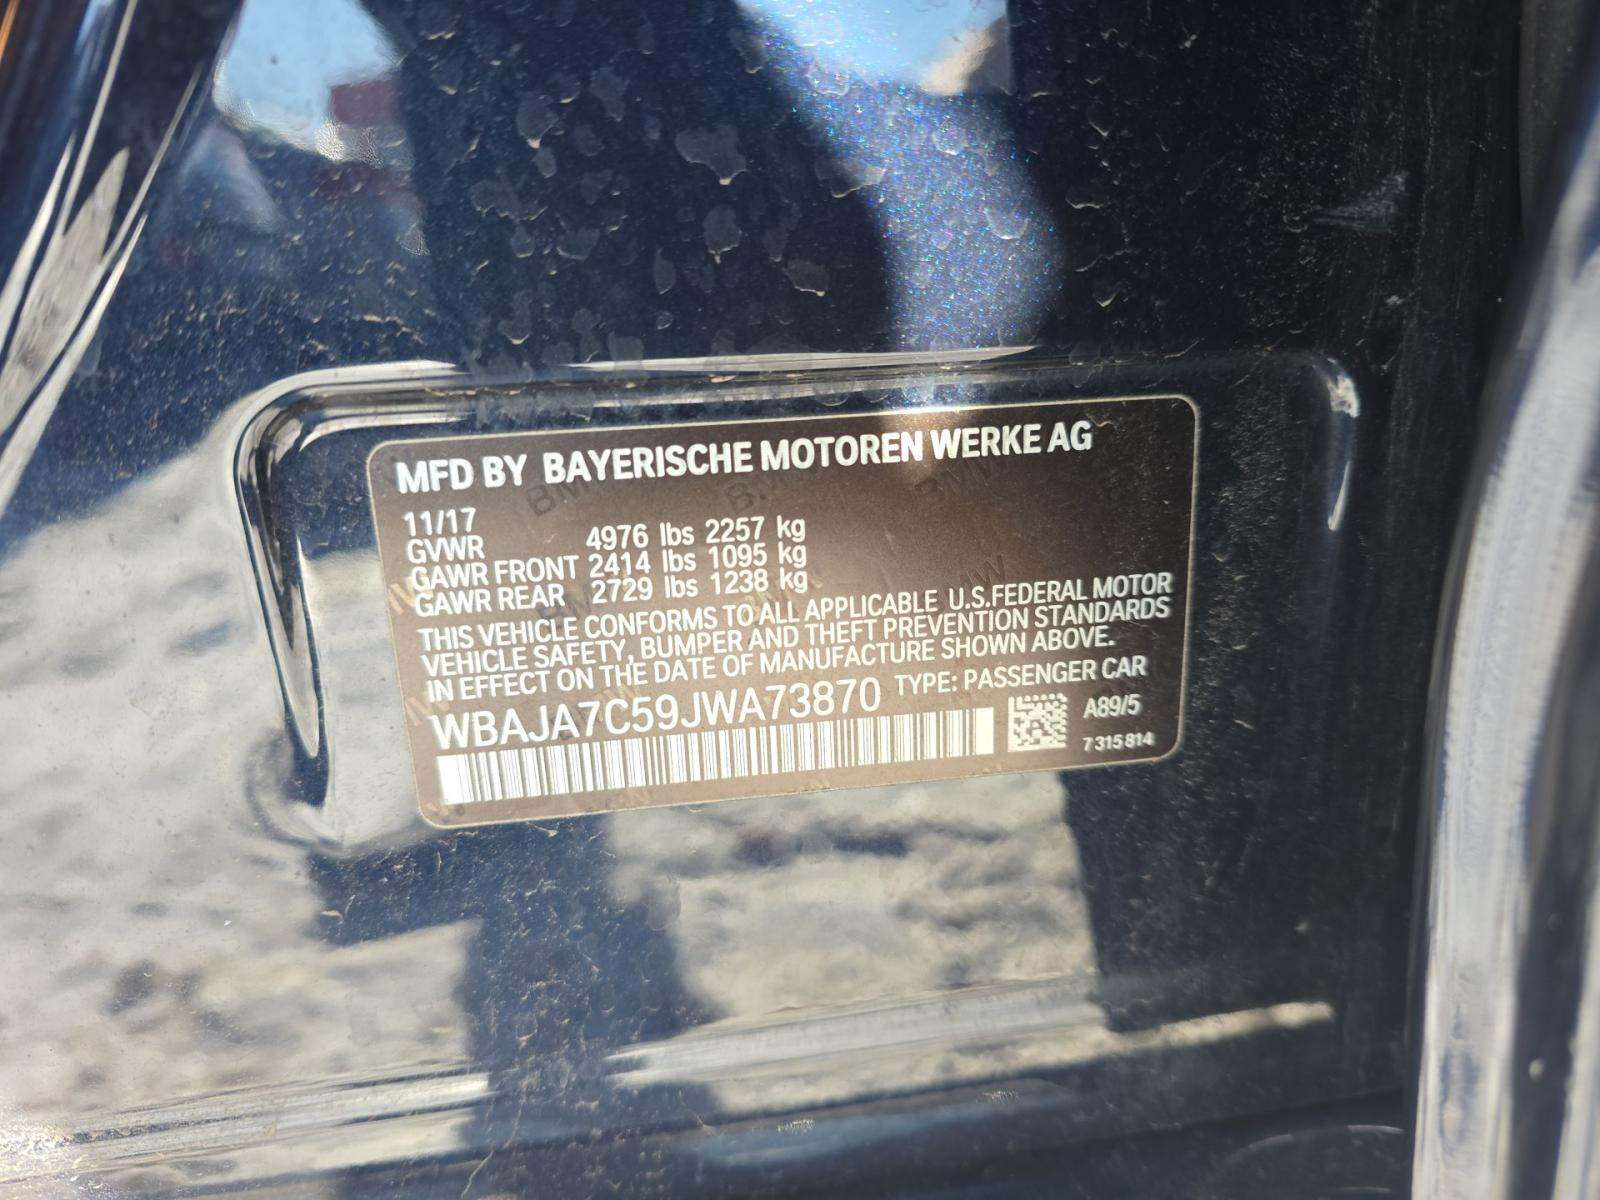 MFD BY BAYERISCHE MOTOREN WERKE AG
11/17
GVWR 4976 lbs 2257 kg
GAWR FRONT 2414 lbs 1095 kg
GAWR REAR 2729 lbs 1238 kg
THIS VEHICLE CONFORMS TO ALL APPLICABLE U.S.FEDERAL MOTOR
VEHICLE SAFETY, BUMPER AND THEFT PREVENTION STANDARDS
IN EFFECT ON THE DATE OF MANUFACTURE SHOWN ABOVE.
WBAJA7C59JWA73870 TYPE: PASSENGER CAR
A89/5
7 315 814